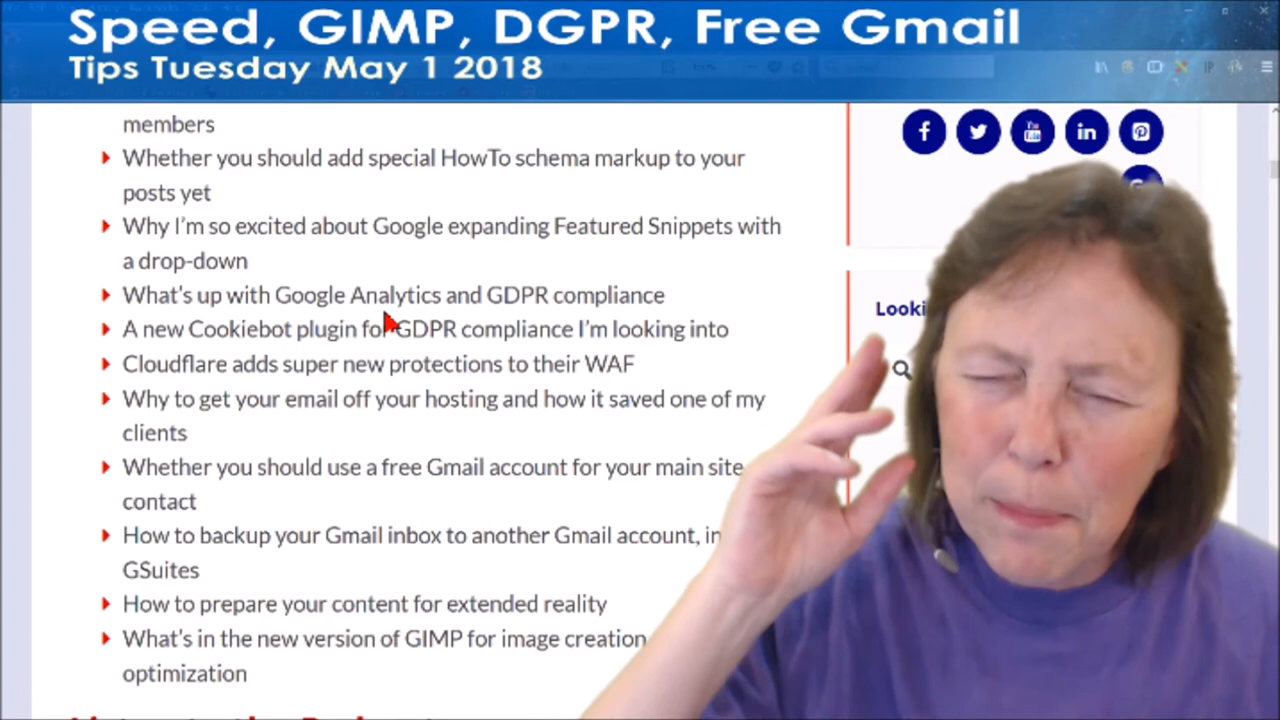 Speed, GIMP, DGPR, Free Gmail
Tips Tuesday May 1 2018
members
Whether you should add special HowTo schema markup to your
posts yet
Why I'm so excited about Google expanding Featured Snippets with
a drop-down
What's up with Google Analytics and GDPR compliance
A new Cookiebot plugin for GDPR compliance I'm looking into
Cloudflare adds super new protections to their WAF
Why to get your email off your hosting and how it saved one of my
clients
Whether you should use a free Gmail account for your main site
contact
How to backup your Gmail inbox to another Gmail account, in
GSuites
How to prepare your content for extended reality
What's in the new version of GIMP for image creation
optimization
You
Tube
in
Looki